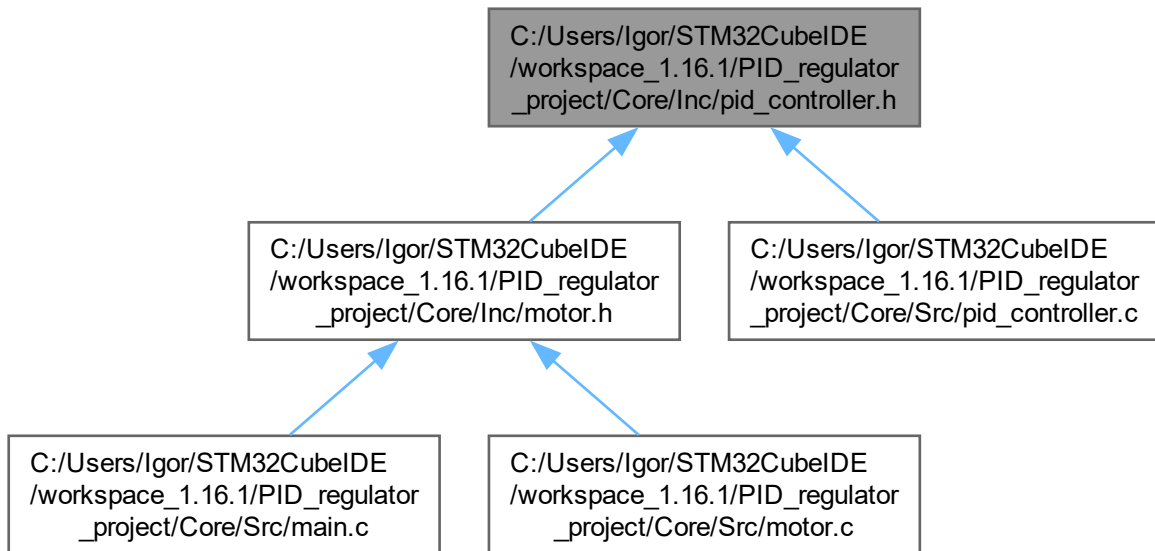 C:/Users/Igor/STM32CubeIDE
/workspace_1.16.1/PID_regulator
_project/Core/Inc/pid_controller.h
C:/Users/Igor/STM32CubeIDE
/workspace_1.16.1/PID_regulator
_project/Core/Inc/motor.h
C:/Users/Igor/STM32CubeIDE
/workspace_1.16.1/PID_regulator
_project/Core/Src/pid_controller.c
C:/Users/Igor/STM32CubeIDE
/workspace_1.16.1/PID_regulator
_project/Core/Src/main.c
C:/Users/Igor/STM32CubeIDE
/workspace_1.16.1/PID_regulator
_project/Core/Src/motor.c